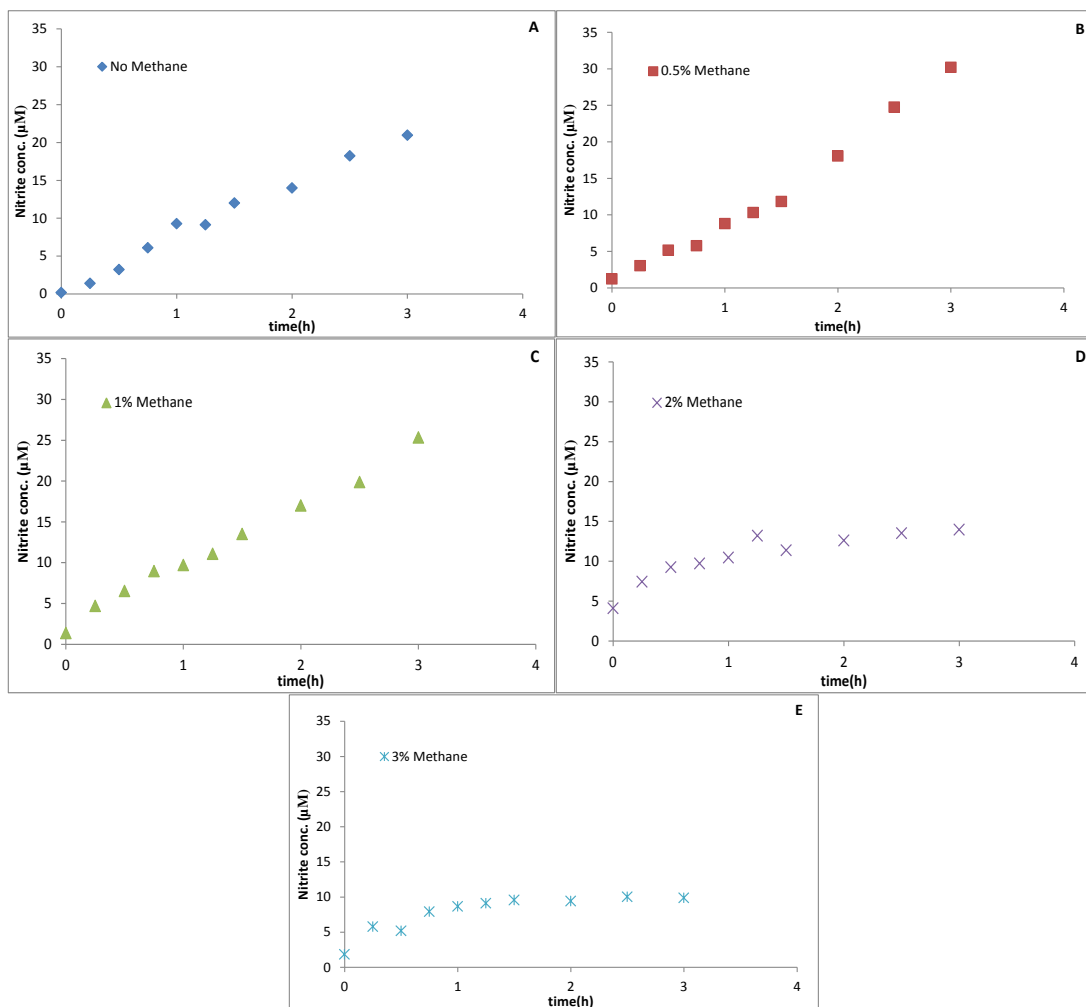 A
35
30
25
20
15
10
5
0
Nitrite conc. (µM)
No Methane
0 1 2 3 4
time(h)
B
35
30
25
20
15
10
5
0
Nitrite conc. (µM)
0.5% Methane
0 1 2 3 4
time(h)
C
35
30
25
20
15
10
5
0
Nitrite conc. (µM)
1% Methane
0 1 2 3 4
time(h)
D
35
30
25
20
15
10
5
0
Nitrite conc. (µM)
2% Methane
0 1 2 3 4
time(h)
E
35
30
25
20
15
10
5
0
Nitrite conc. (µM)
3% Methane
0 1 2 3 4
time(h)